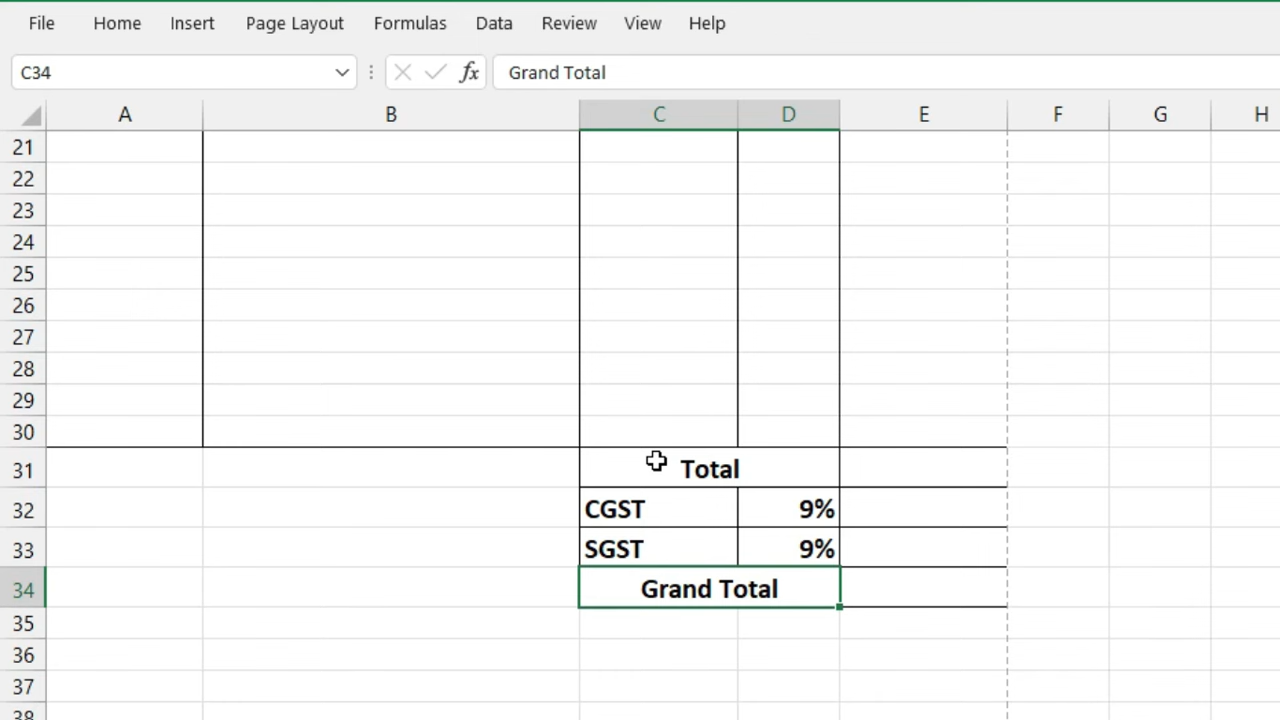 File Home Insert Page Layout Formulas Data Review View Help
C34 fx Grand Total
A B C D E F G H
21
22
23
24
25
26
27
28
29
30
31 Total
32 CGST 9%
33 SGST 9%
34 Grand Total
35
36
37
38